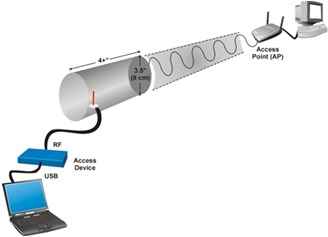 4+"
3.5"
(8 cm)
Access
Point (AP)
RF
Access
Device
USB